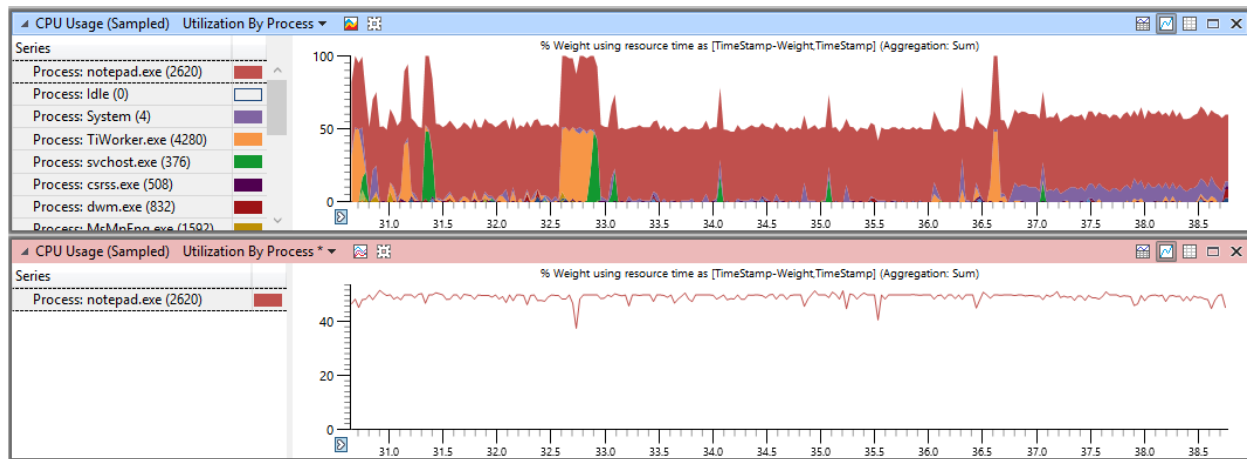 CPU Usage (Sampled) Utilization By Process
Series
Process: notepad.exe (2620)
Process: Idle (0)
Process: System (4)
Process: TiWorker.exe (4280)
Process: svchost.exe (376)
Process: csrss.exe (508)
Process: dwm.exe (832)
Process: MsMpEng.exe (1592)
% Weight using resource time as [TimeStamp-Weight,TimeStamp] (Aggregation: Sum)
100
50
0
31.0 31.5 32.0 32.5 33.0 33.5 34.0 34.5 35.0 35.5 36.0 36.5 37.0 37.5 38.0 38.5
CPU Usage (Sampled) Utilization By Process *
Series
Process: notepad.exe (2620)
% Weight using resource time as [TimeStamp-Weight,TimeStamp] (Aggregation: Sum)
40
20
0
31.0 31.5 32.0 32.5 33.0 33.5 34.0 34.5 35.0 35.5 36.0 36.5 37.0 37.5 38.0 38.5